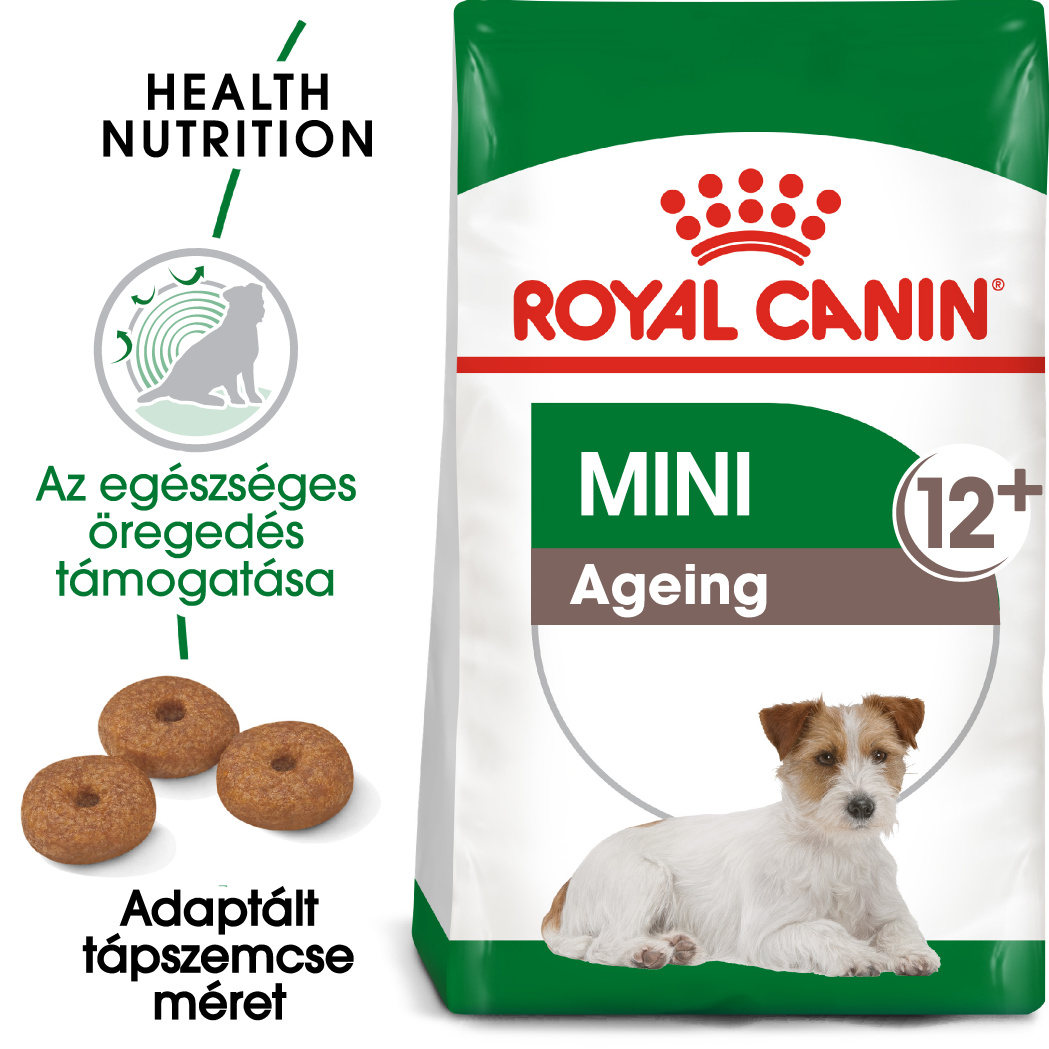 HEALTH
NUTRITION
Az egészséges
öregedés
támogatása
Adaptált
tápszemcse
méret
ROYAL CANIN®
MINI
12+
Ageing